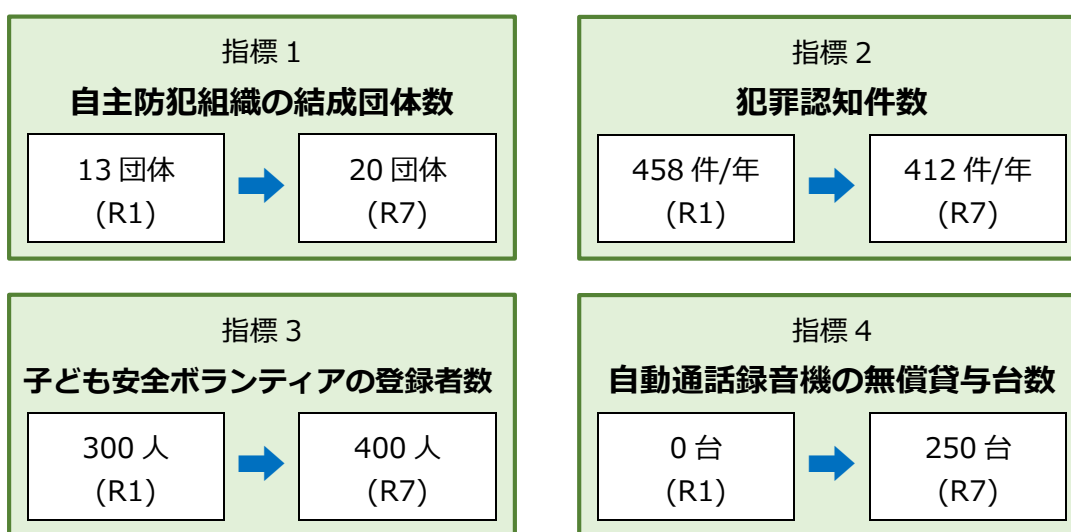 指標 1
自主防犯組織の結成団体数
13 団体
(R1)
20 団体
(R7)
指標 2
犯罪認知件数
458 件/年
(R1)
412 件/年
(R7)
指標 3
子ども安全ボランティアの登録者数
300 人
(R1)
400 人
(R7)
指標 4
自動通話録音機の無償貸与台数
0 台
(R1)
250 台
(R7)